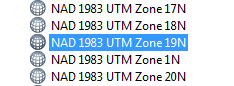 NAD 1983 UTM Zone 17N
NAD 1983 UTM Zone 18N
NAD 1983 UTM Zone 19N
NAD 1983 UTM Zone 1N
NAD 1983 UTM Zone 20N